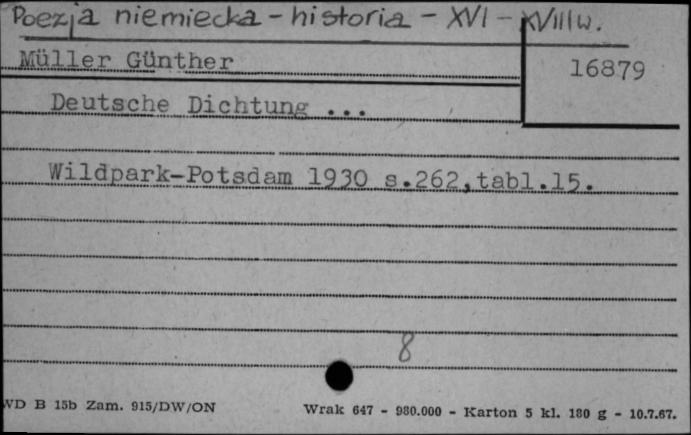 Poezja niemiecka - historia - XVI - XVIII w.
Müller Günther
16879
Deutsche Dichtung ...
Wildpark-Potsdam 1930 s.262,tabl.15.
8
WD B 15b Zam. 915/DW/ON Wrak 647 - 980.000 - Karton 5 kl. 180 g - 10.7.67.